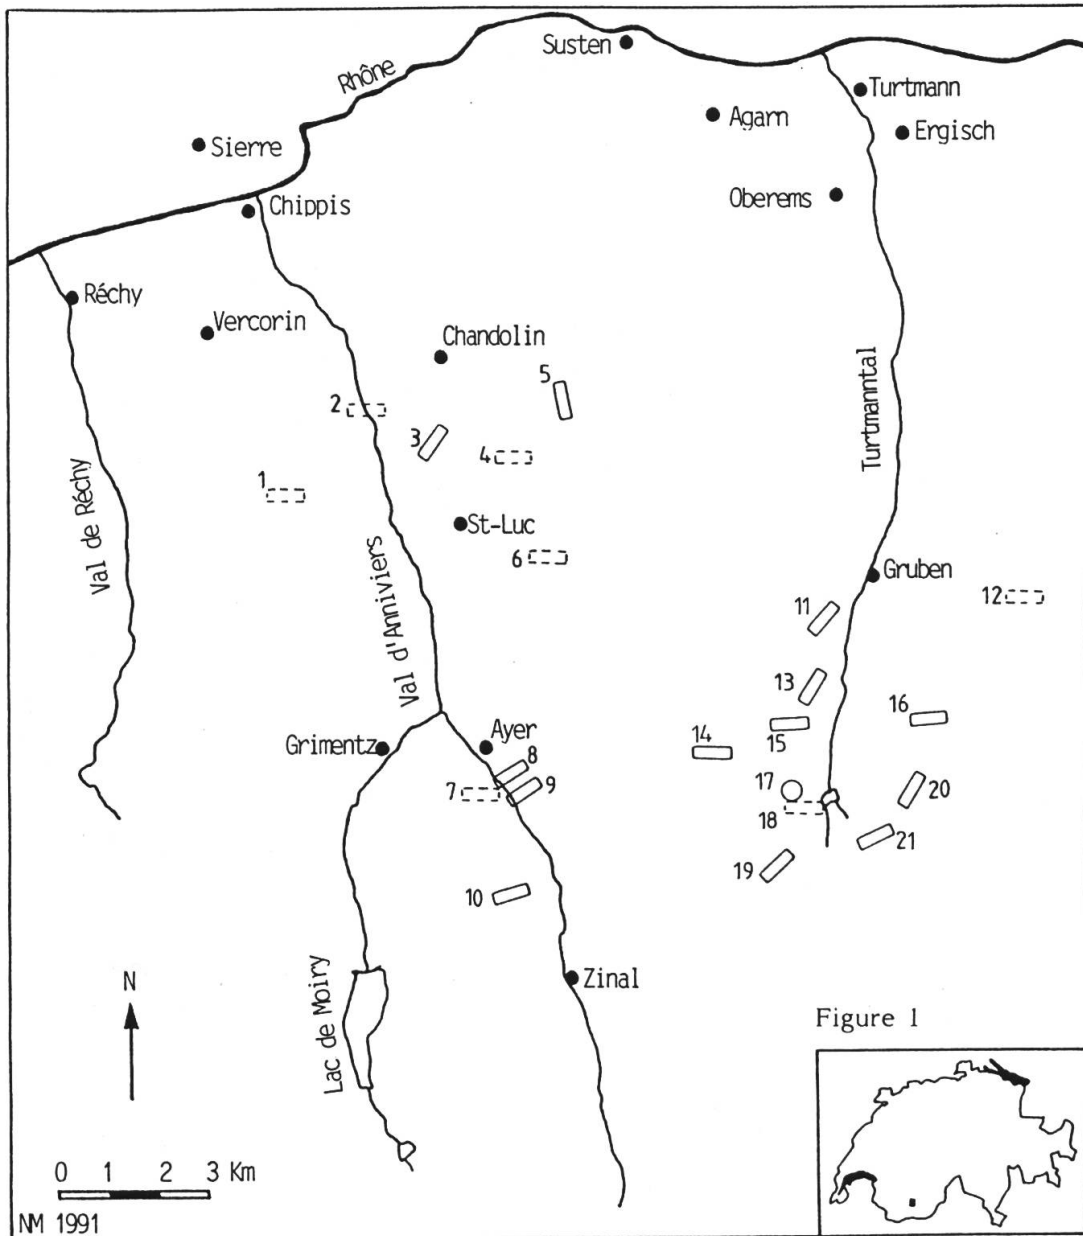 Susten
Rhône
Turtmann
Agarn
Ergisch
Sierre
Oberems
Chippis
Réchy
Vercorin
Chandolin
5
2
3
4
Turtmanntal
1
Val de Réchy
St-Luc
6
Val d'Anniviers
Gruben
12
11
13
16
15
14
Grimentz
Ayer
8
9
7
17
18
20
21
19
10
Lac de Moiry
Zinal
N
Figure 1
0 1 2 3 Km
NM 1991